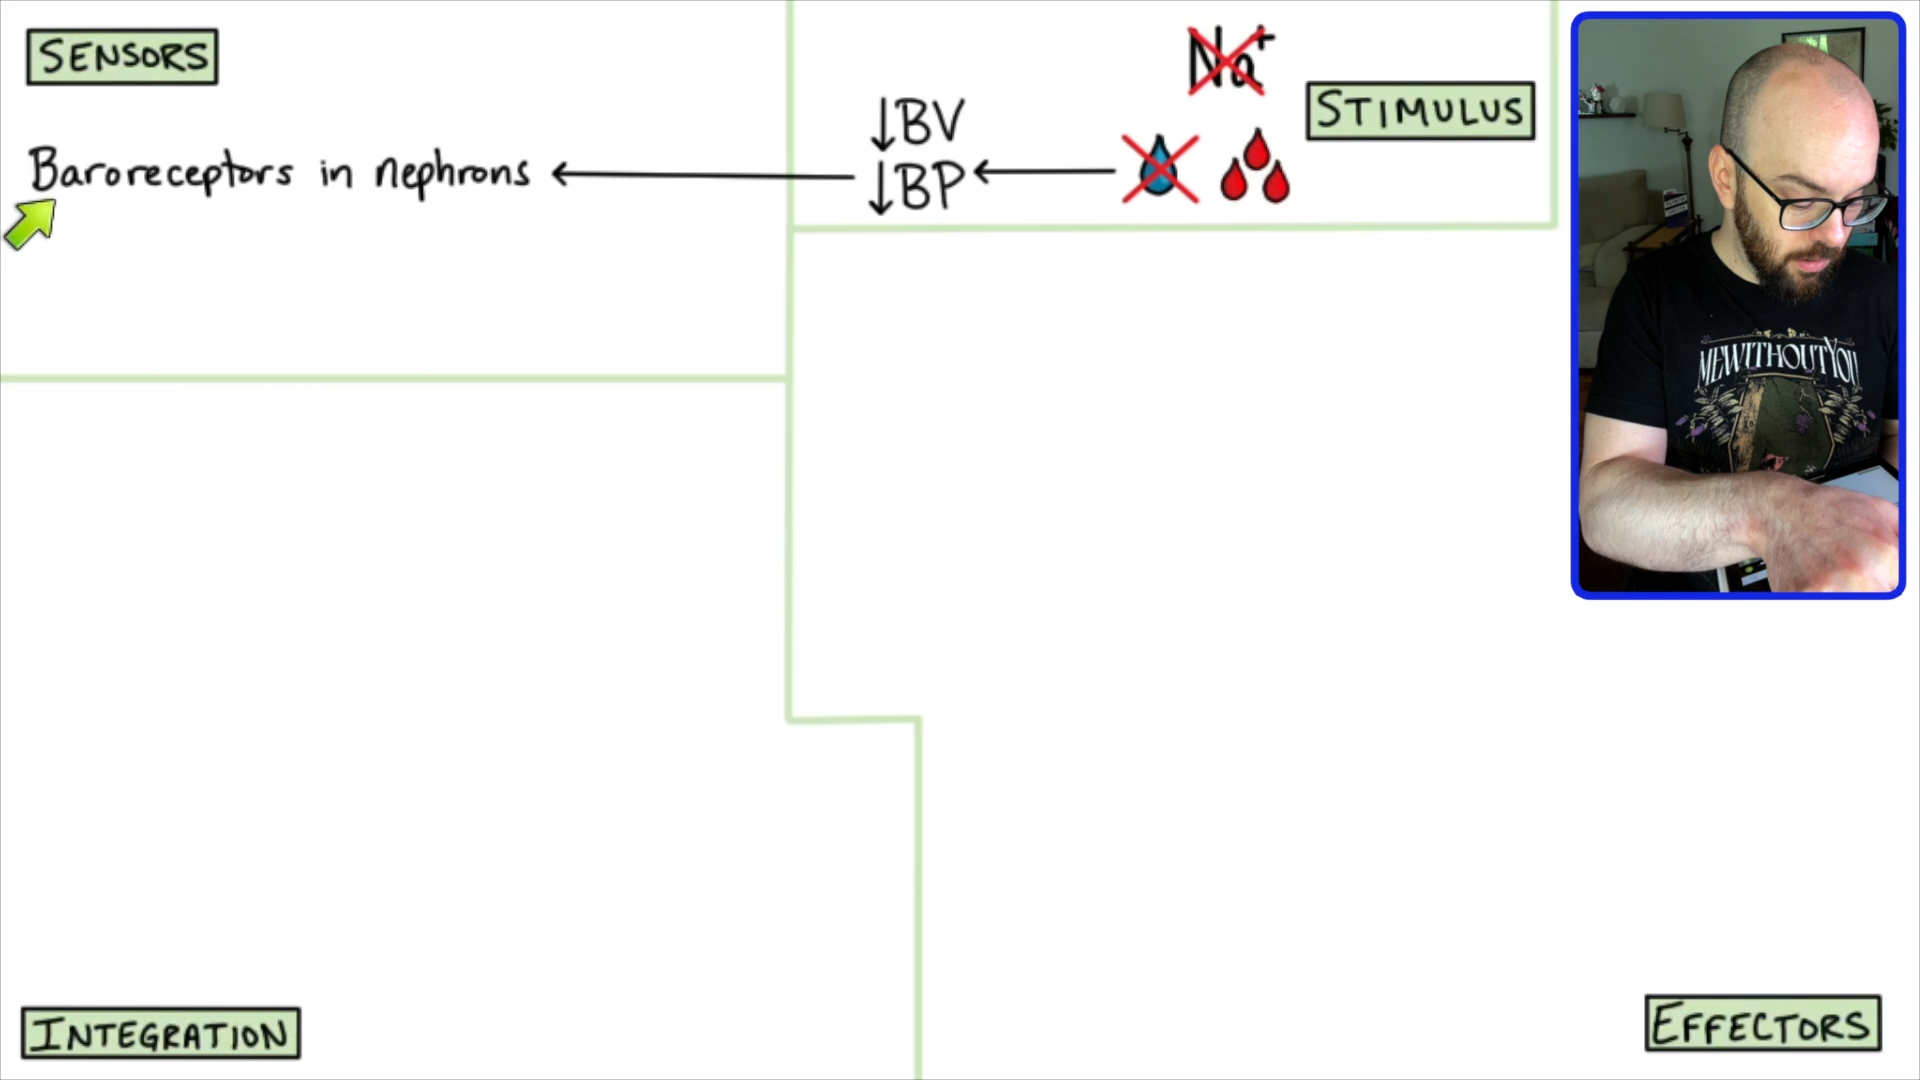 SENSORS
Na+
↓BV
STIMULUS
Baroreceptors in nephrons
↓BP
MEWITHOUTYOU
INTEGRATION
EFFECTORS